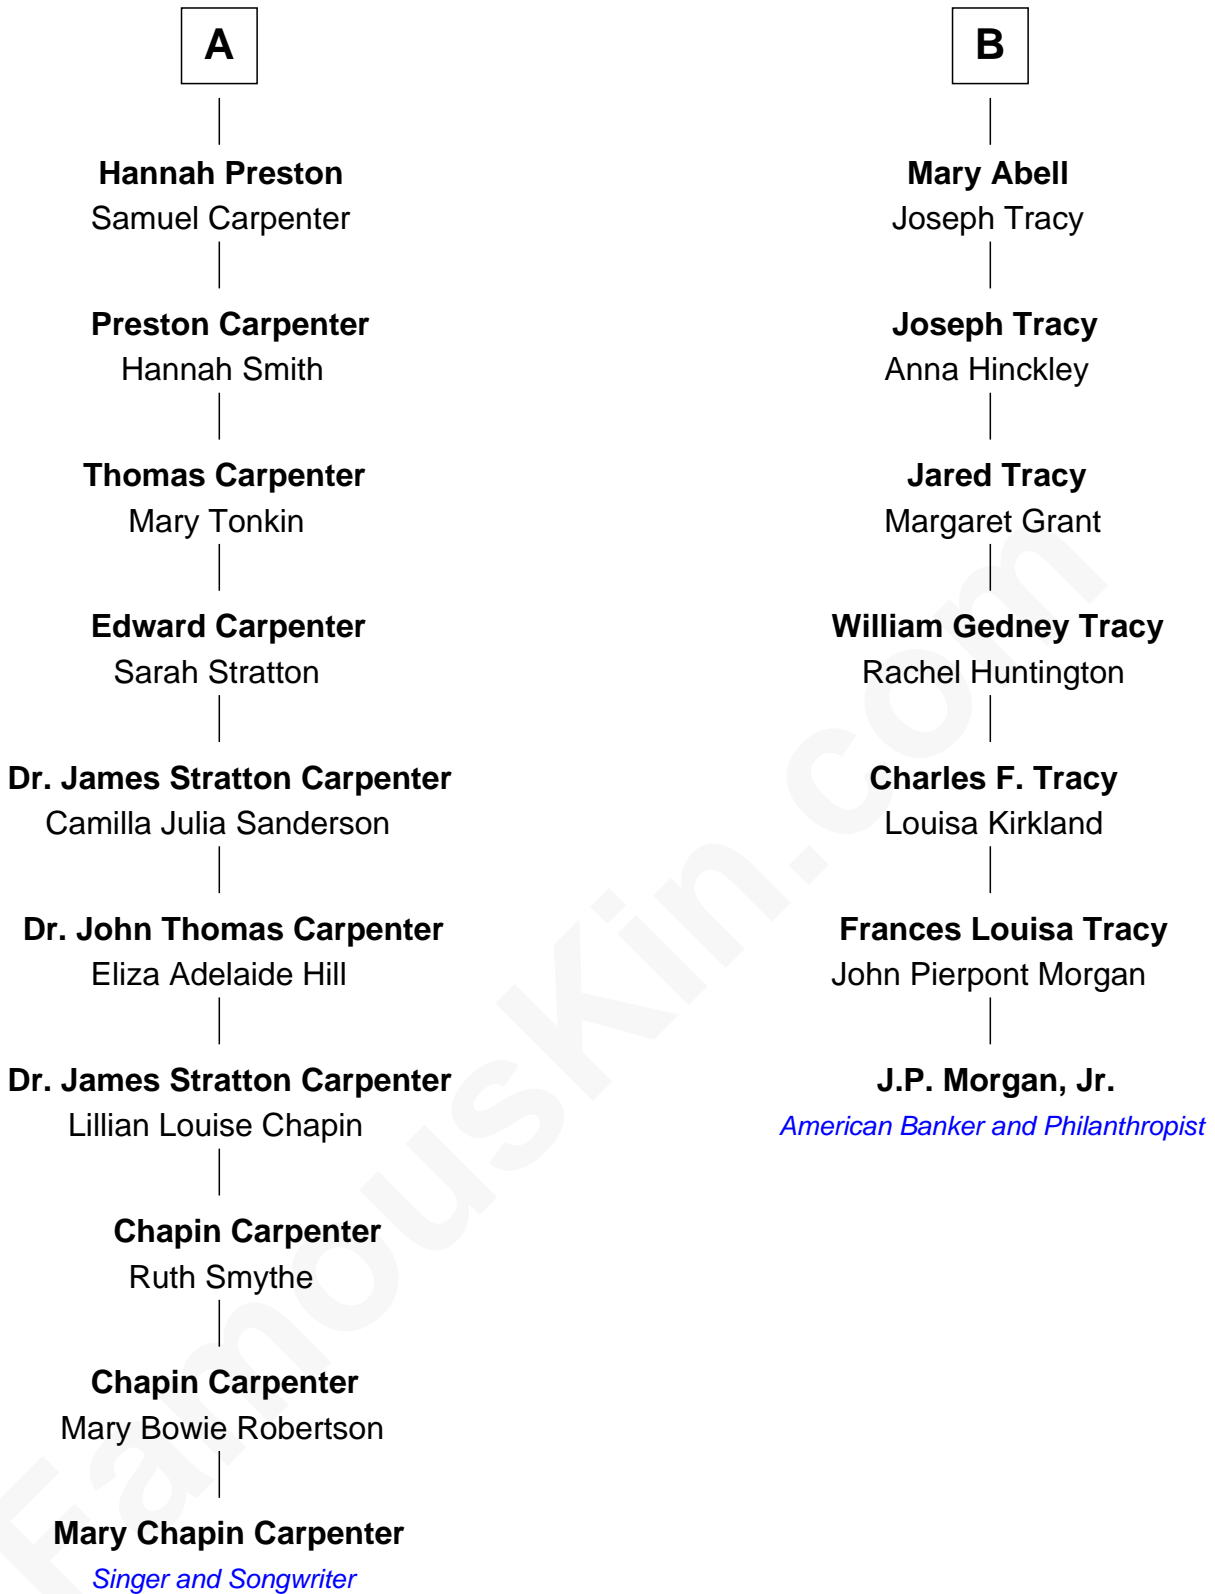 A
Hannah Preston
Samuel Carpenter
Preston Carpenter
Hannah Smith
Thomas Carpenter
Mary Tonkin
Edward Carpenter
Sarah Stratton
Dr. James Stratton Carpenter
Camilla Julia Sanderson
Dr. John Thomas Carpenter
Eliza Adelaide Hill
Dr. James Stratton Carpenter
Lillian Louise Chapin
Chapin Carpenter
Ruth Smythe
Chapin Carpenter
Mary Bowie Robertson
Mary Chapin Carpenter
Singer and Songwriter
B
Mary Abell
Joseph Tracy
Joseph Tracy
Anna Hinckley
Jared Tracy
Margaret Grant
William Gedney Tracy
Rachel Huntington
Charles F. Tracy
Louisa Kirkland
Frances Louisa Tracy
John Pierpont Morgan
J.P. Morgan, Jr.
American Banker and Philanthropist
FamousKin.com